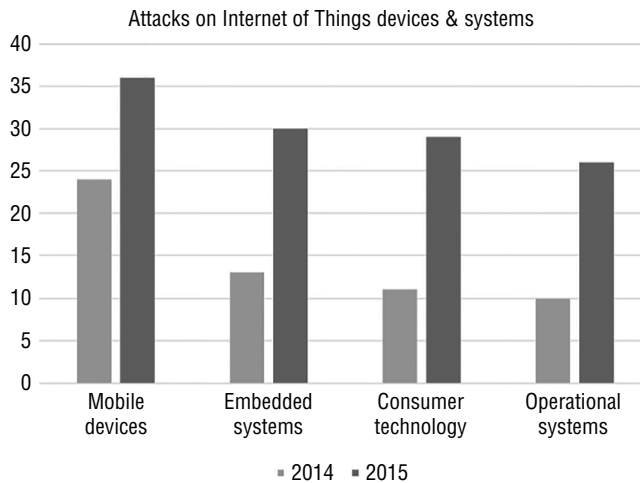 Attacks on Internet of Things devices & systems
40
35
30
25
20
15
10
5
0
Mobile devices
Embedded systems
Consumer technology
Operational systems
2014 2015